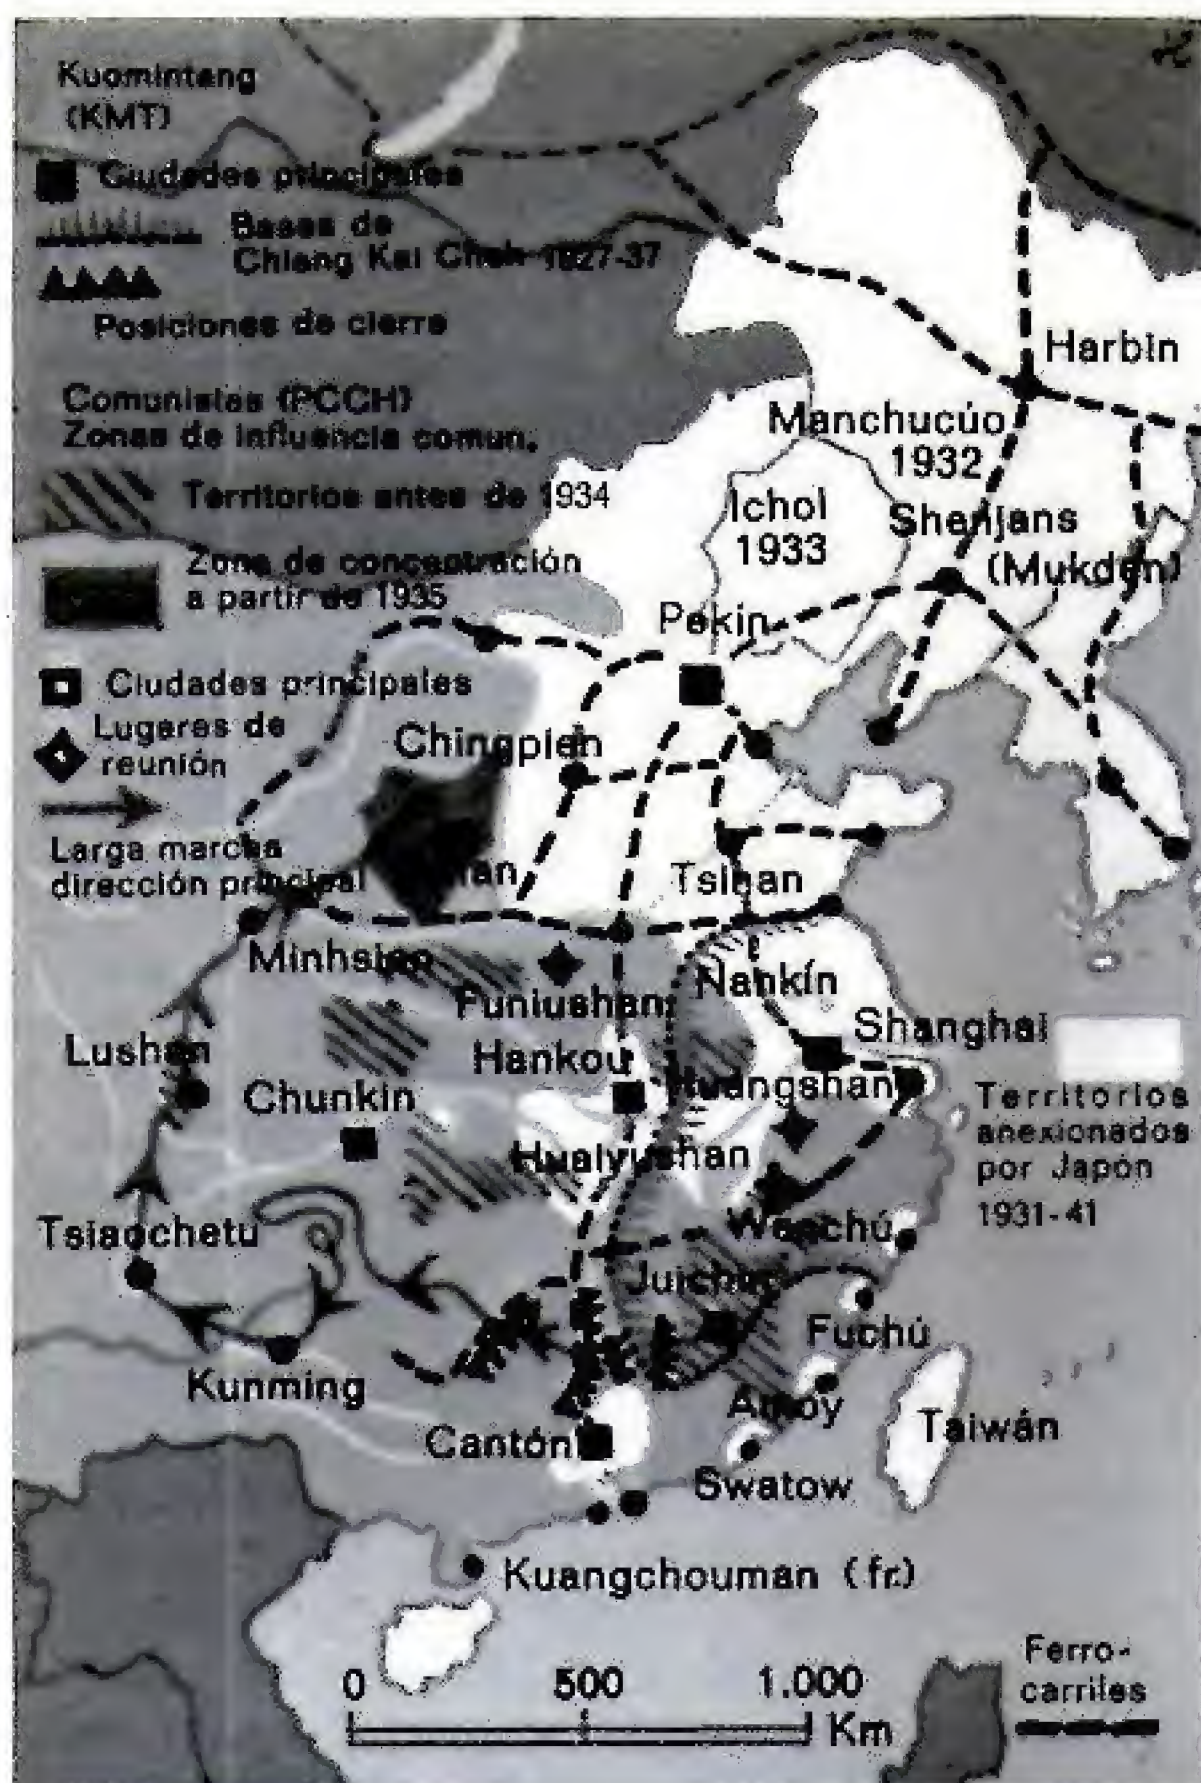 Kuomintang
(KMT)
Ciudades principales
Bases de
Chiang Kai Chek 1927-37
Posiciones de cierre
Comunistas (PCCH)
Zonas de influencia comun.
Territorios antes de 1934
Zona de concentración
a partir de 1935
Ciudades principales
Lugares de
reunión
Larga marcha
dirección principal
Harbin
Manchucúo
1932
Ichol
1933
Shenjans
(Mukden)
Pekin
Chingpien
Tsinan
Minhsien
Funiushan
Nankín
Shanghai
Lushan
Hankou
Chunkin
Huangshan
Territorios
anexionados
por Japón
1931-41
Huaiyushan
Tsiaochetu
Wenchú
Juichin
Fuchú
Kunming
Amoy
Taiwán
Cantón
Swatow
Kuangchouman (fr.)
0 500 1.000
Km
Ferro-
carriles